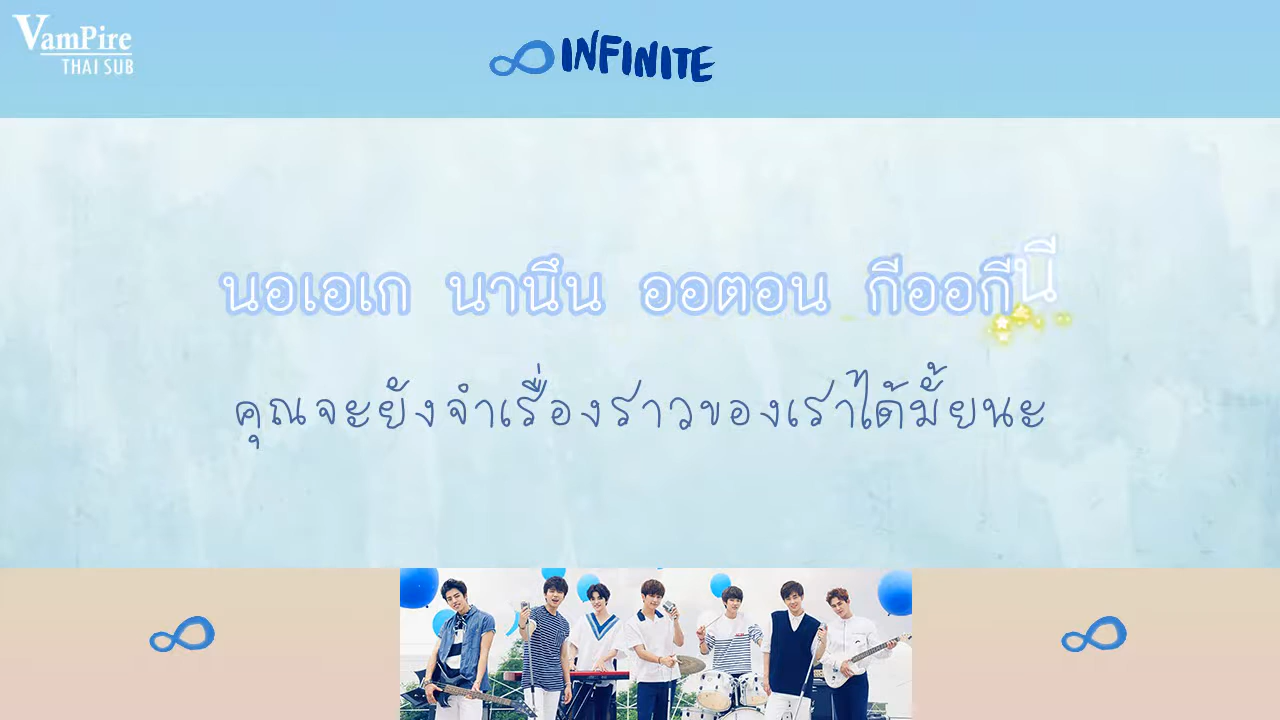 VamPire
THAI SUB
INFINITE
นอเอเก นานึน ออตอน กีออกีนี
คุณจะยังจำเรื่องราวของเราได้มั้ยนะ